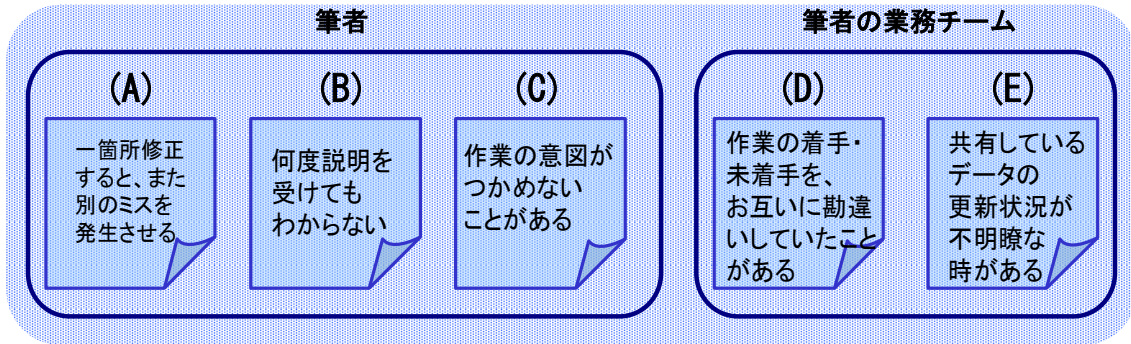 筆者
(A)
一箇所修正
すると、また
別のミスを
発生させる
(B)
何度説明を
受けても
わからない
(C)
作業の意図が
つかめない
ことがある
筆者の業務チーム
(D)
作業の着手・
未着手を、
お互いに勘違
いしていたこと
がある
(E)
共有している
データの
更新状況が
不明瞭な
時がある